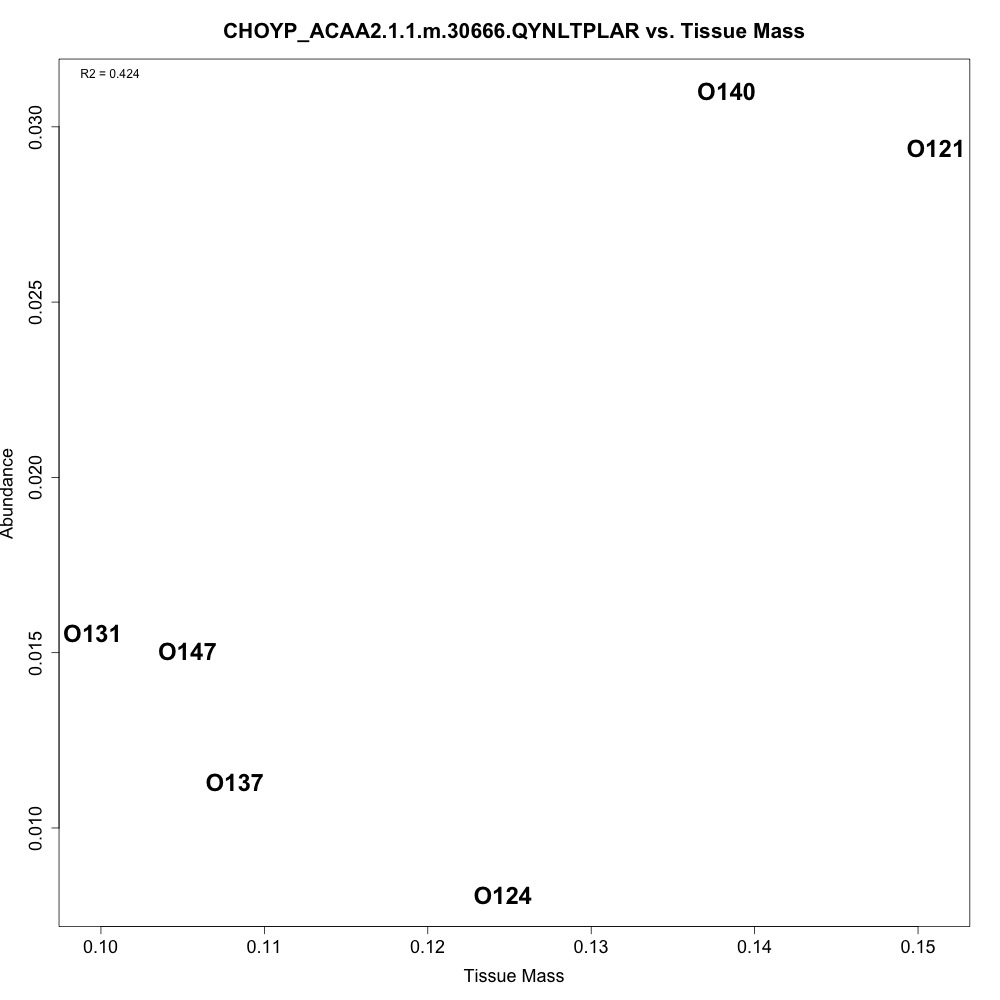 CHOYP_ACAA2.1.1.m.30666.QYNLTPLAR vs. Tissue Mass
R2 = 0.424
O140
O121
O131
O147
O137
O124
0.030
0.025
0.020
0.015
0.010
Abundance
0.10 0.11 0.12 0.13 0.14 0.15
Tissue Mass